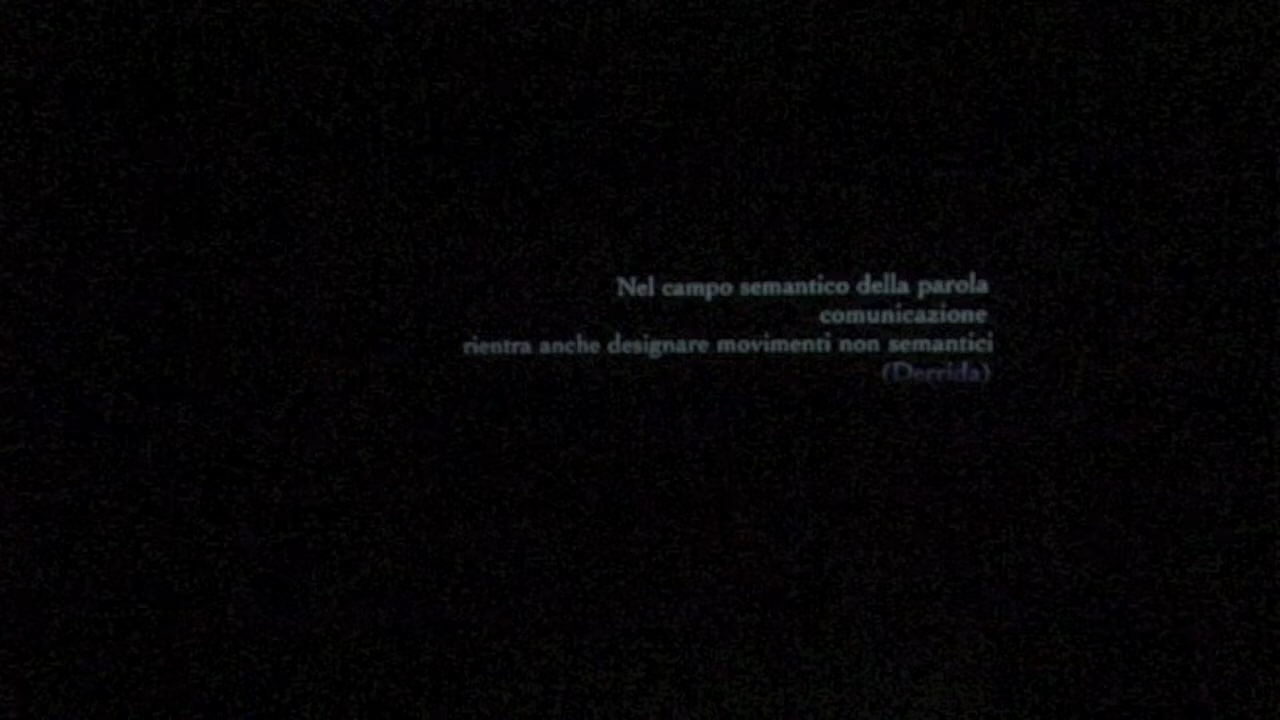 Nel campo semantico della parola
comunicazione
rientra anche designare movimenti non semantici
(Derrida)